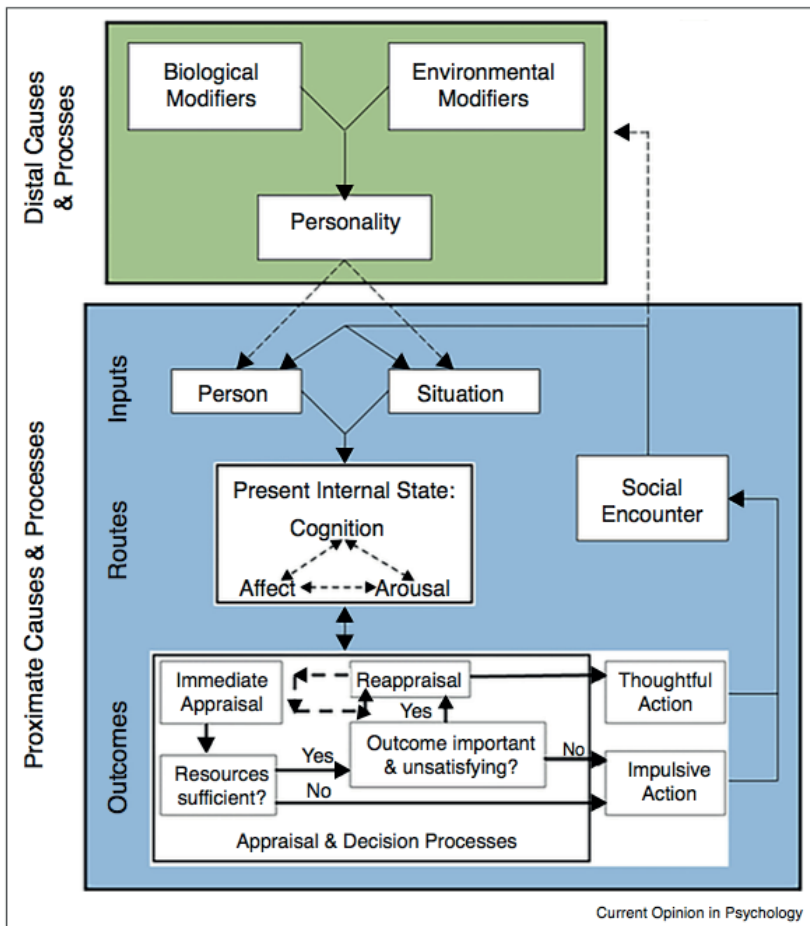 Distal Causes
& Procsses
Biological
Modifiers
Environmental
Modifiers
Personality
Proximate Causes & Processes
Inputs
Person
Situation
Routes
Present Internal State:
Cognition
Affect
Arousal
Social
Encounter
Outcomes
Immediate
Appraisal
Reappraisal
Thoughtful
Action
Yes
Resources
sufficient?
Yes
No
Outcome important
& unsatisfying?
No
Impulsive
Action
Appraisal & Decision Processes
Current Opinion in Psychology